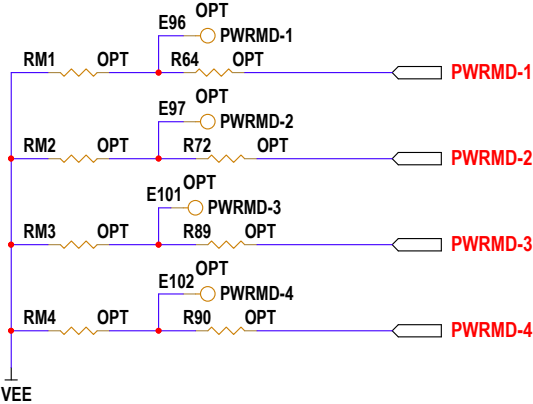 OPT
E96
PWRMD-1
RM1 OPT R64 OPT
PWRMD-1
OPT
E97
PWRMD-2
RM2 OPT R72 OPT
PWRMD-2
OPT
E101
PWRMD-3
RM3 OPT R89 OPT
PWRMD-3
OPT
E102
PWRMD-4
RM4 OPT R90 OPT
PWRMD-4
VEE